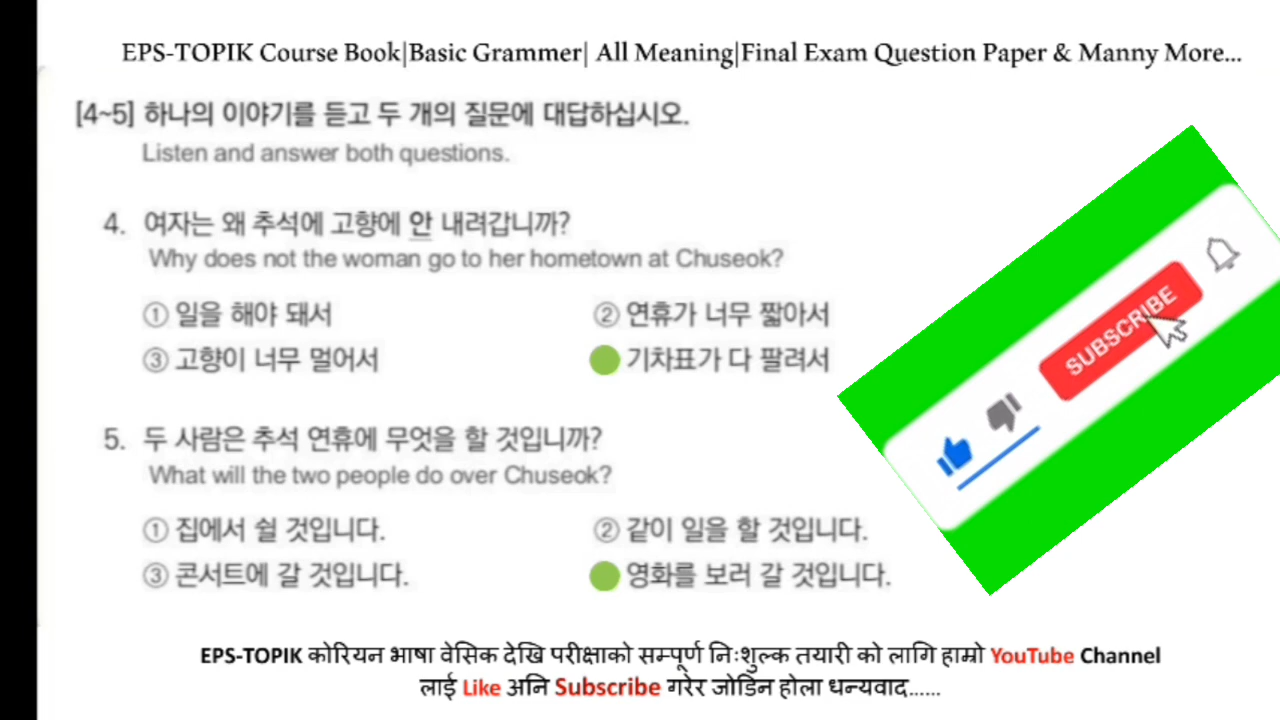 EPS-TOPIK Course Book|Basic Grammer| All Meaning|Final Exam Question Paper & Manny More...
[4~5] 하나의 이야기를 듣고 두 개의 질문에 대답하십시오.
Listen and answer both questions.
4. 여자는 왜 추석에 고향에 안 내려갑니까?
Why does not the woman go to her hometown at Chuseok?
① 일을 해야 돼서 ② 연휴가 너무 짧아서
③ 고향이 너무 멀어서 기차표가 다 팔려서
5. 두 사람은 추석 연휴에 무엇을 할 것입니까?
What will the two people do over Chuseok?
① 집에서 쉴 것입니다. ② 같이 일을 할 것입니다.
③ 콘서트에 갈 것입니다. 영화를 보러 갈 것입니다.
SUBSCRIBE
EPS-TOPIK कोरियन भाषा वेसिक देखि परीक्षाको सम्पूर्ण निःशुल्क तयारी को लागि हाम्रो YouTube Channel
लाई Like अनि Subscribe गरेर जोडिन होला धन्यवाद......